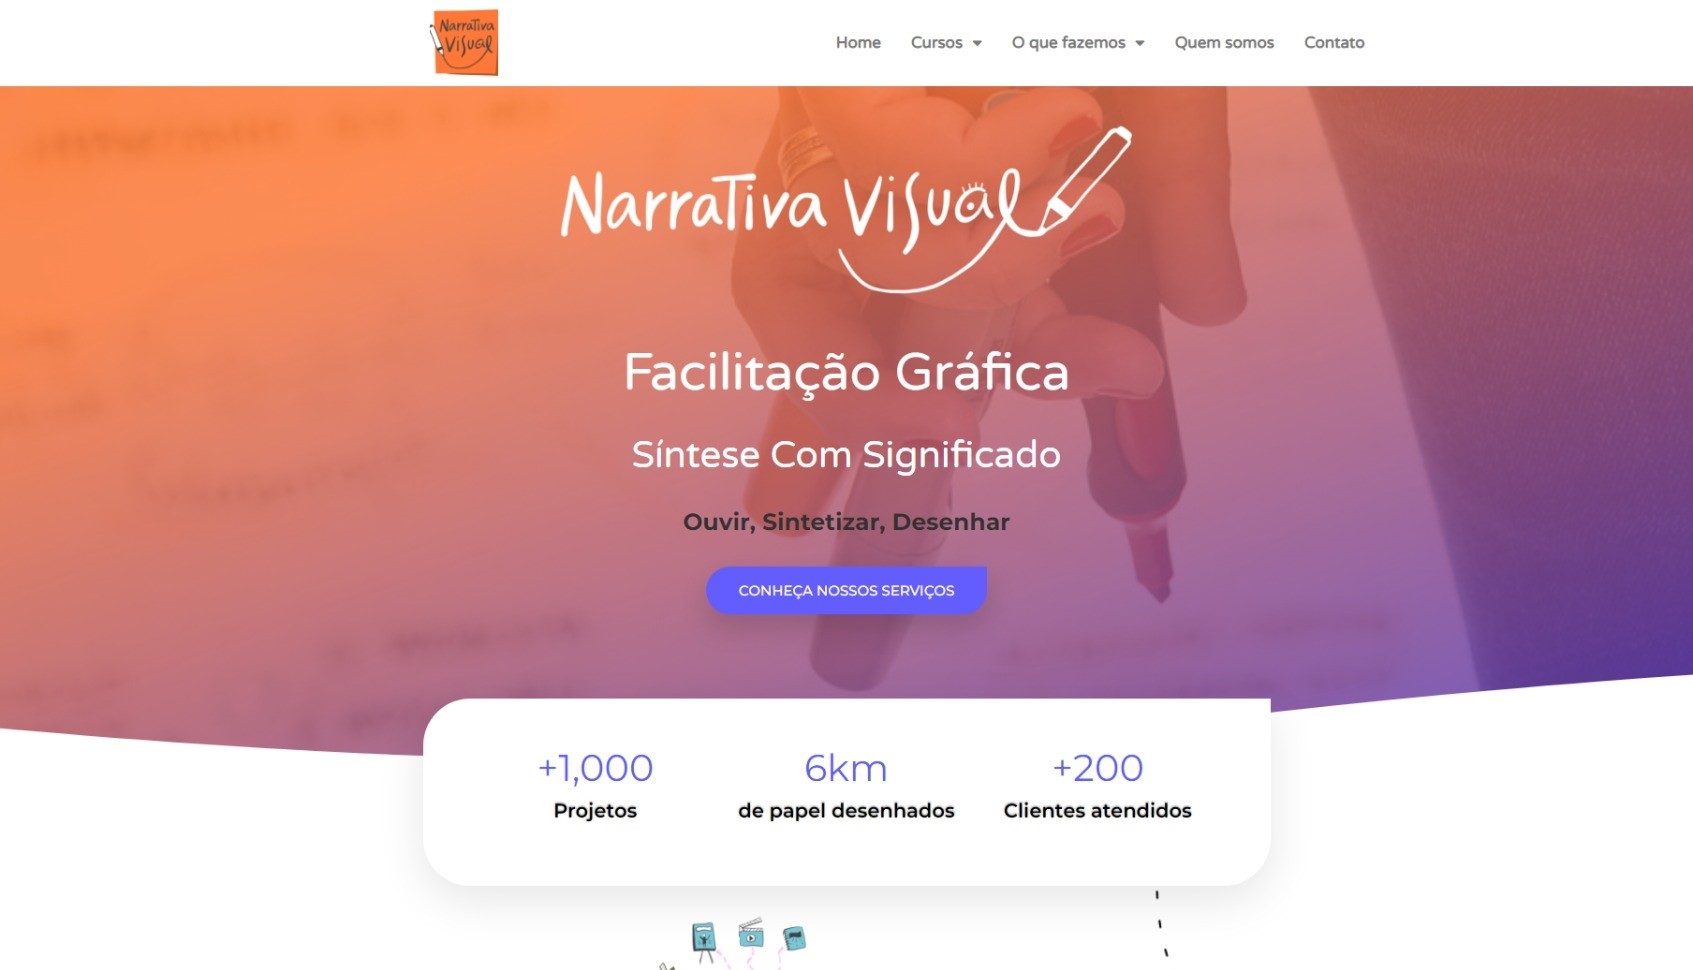 Narrativa
Visual
Home
Cursos
O que fazemos
Quem somos
Contato
Narrativa Visual
Facilitação Gráfica
Síntese Com Significado
Ouvir, Sintetizar, Desenhar
CONHEÇA NOSSOS SERVIÇOS
+1,000
Projetos
6km
de papel desenhados
+200
Clientes atendidos